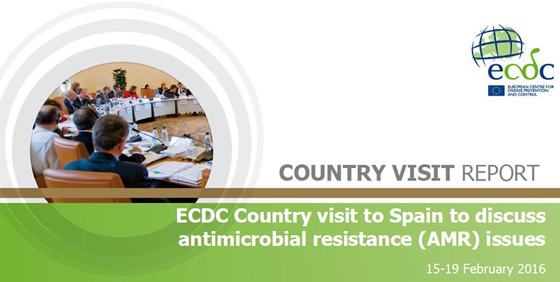 ecdc
EUROPEAN CENTRE FOR
DISEASE PREVENTION
AND CONTROL
COUNTRY VISIT REPORT
ECDC Country visit to Spain to discuss
antimicrobial resistance (AMR) issues
15-19 February 2016